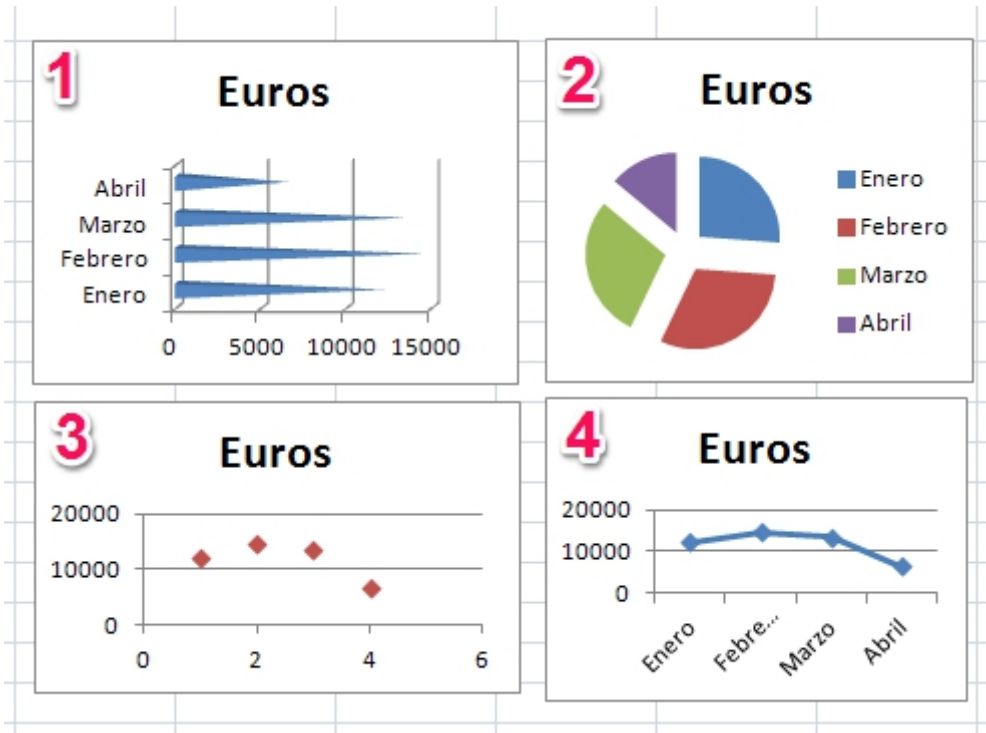 1
Euros
Abril
Marzo
Febrero
Enero
0 5000 10000 15000
2
Euros
Enero
Febrero
Marzo
Abril
3
Euros
20000
10000
0
0 2 4 6
4
Euros
20000
10000
0
Enero Febre... Marzo Abril